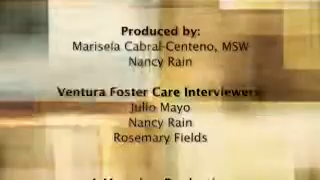 Produced by:
Marisela Cabral-Centeno, MSW
Nancy Rain
Ventura Foster Care Interviewers
Julio Mayo
Nancy Rain
Rosemary Fields